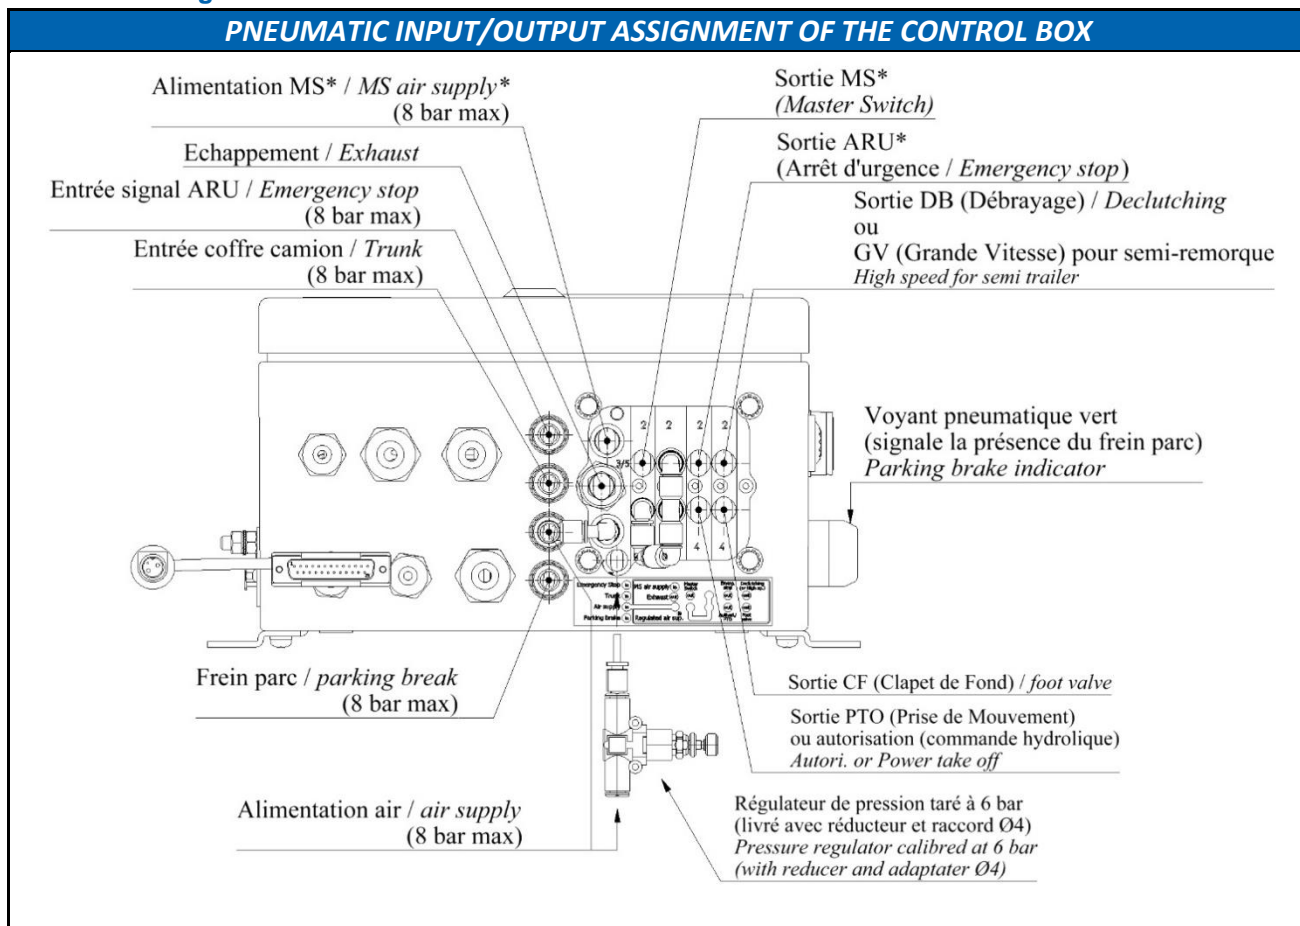 PNEUMATIC INPUT/OUTPUT ASSIGNMENT OF THE CONTROL BOX
Alimentation MS* / MS air supply*
(8 bar max)
Echappement / Exhaust
Entrée signal ARU / Emergency stop
(8 bar max)
Entrée coffre camion / Trunk
(8 bar max)
Sortie MS*
(Master Switch)
Sortie ARU*
(Arrêt d'urgence / Emergency stop)
Sortie DB (Débrayage) / Declutching
ou
GV (Grande Vitesse) pour semi-remorque
High speed for semi trailer
Voyant pneumatique vert
(signale la présence du frein parc)
Parking brake indicator
2 2 2 2
3/5
4 4
Emergency Stop
Trunk
Air supply
Parking Brake
MS air supply
Exhaust
Regulated air sup.
Master
Switch
Frein parc / parking break
(8 bar max)
Sortie CF (Clapet de Fond) / foot valve
Sortie PTO (Prise de Mouvement)
ou autorisation (commande hydrolique)
Autori. or Power take off
Alimentation air / air supply
(8 bar max)
Régulateur de pression taré à 6 bar
(livré avec réducteur et raccord Ø4)
Pressure regulator calibred at 6 bar
(with reducer and adaptater Ø4)